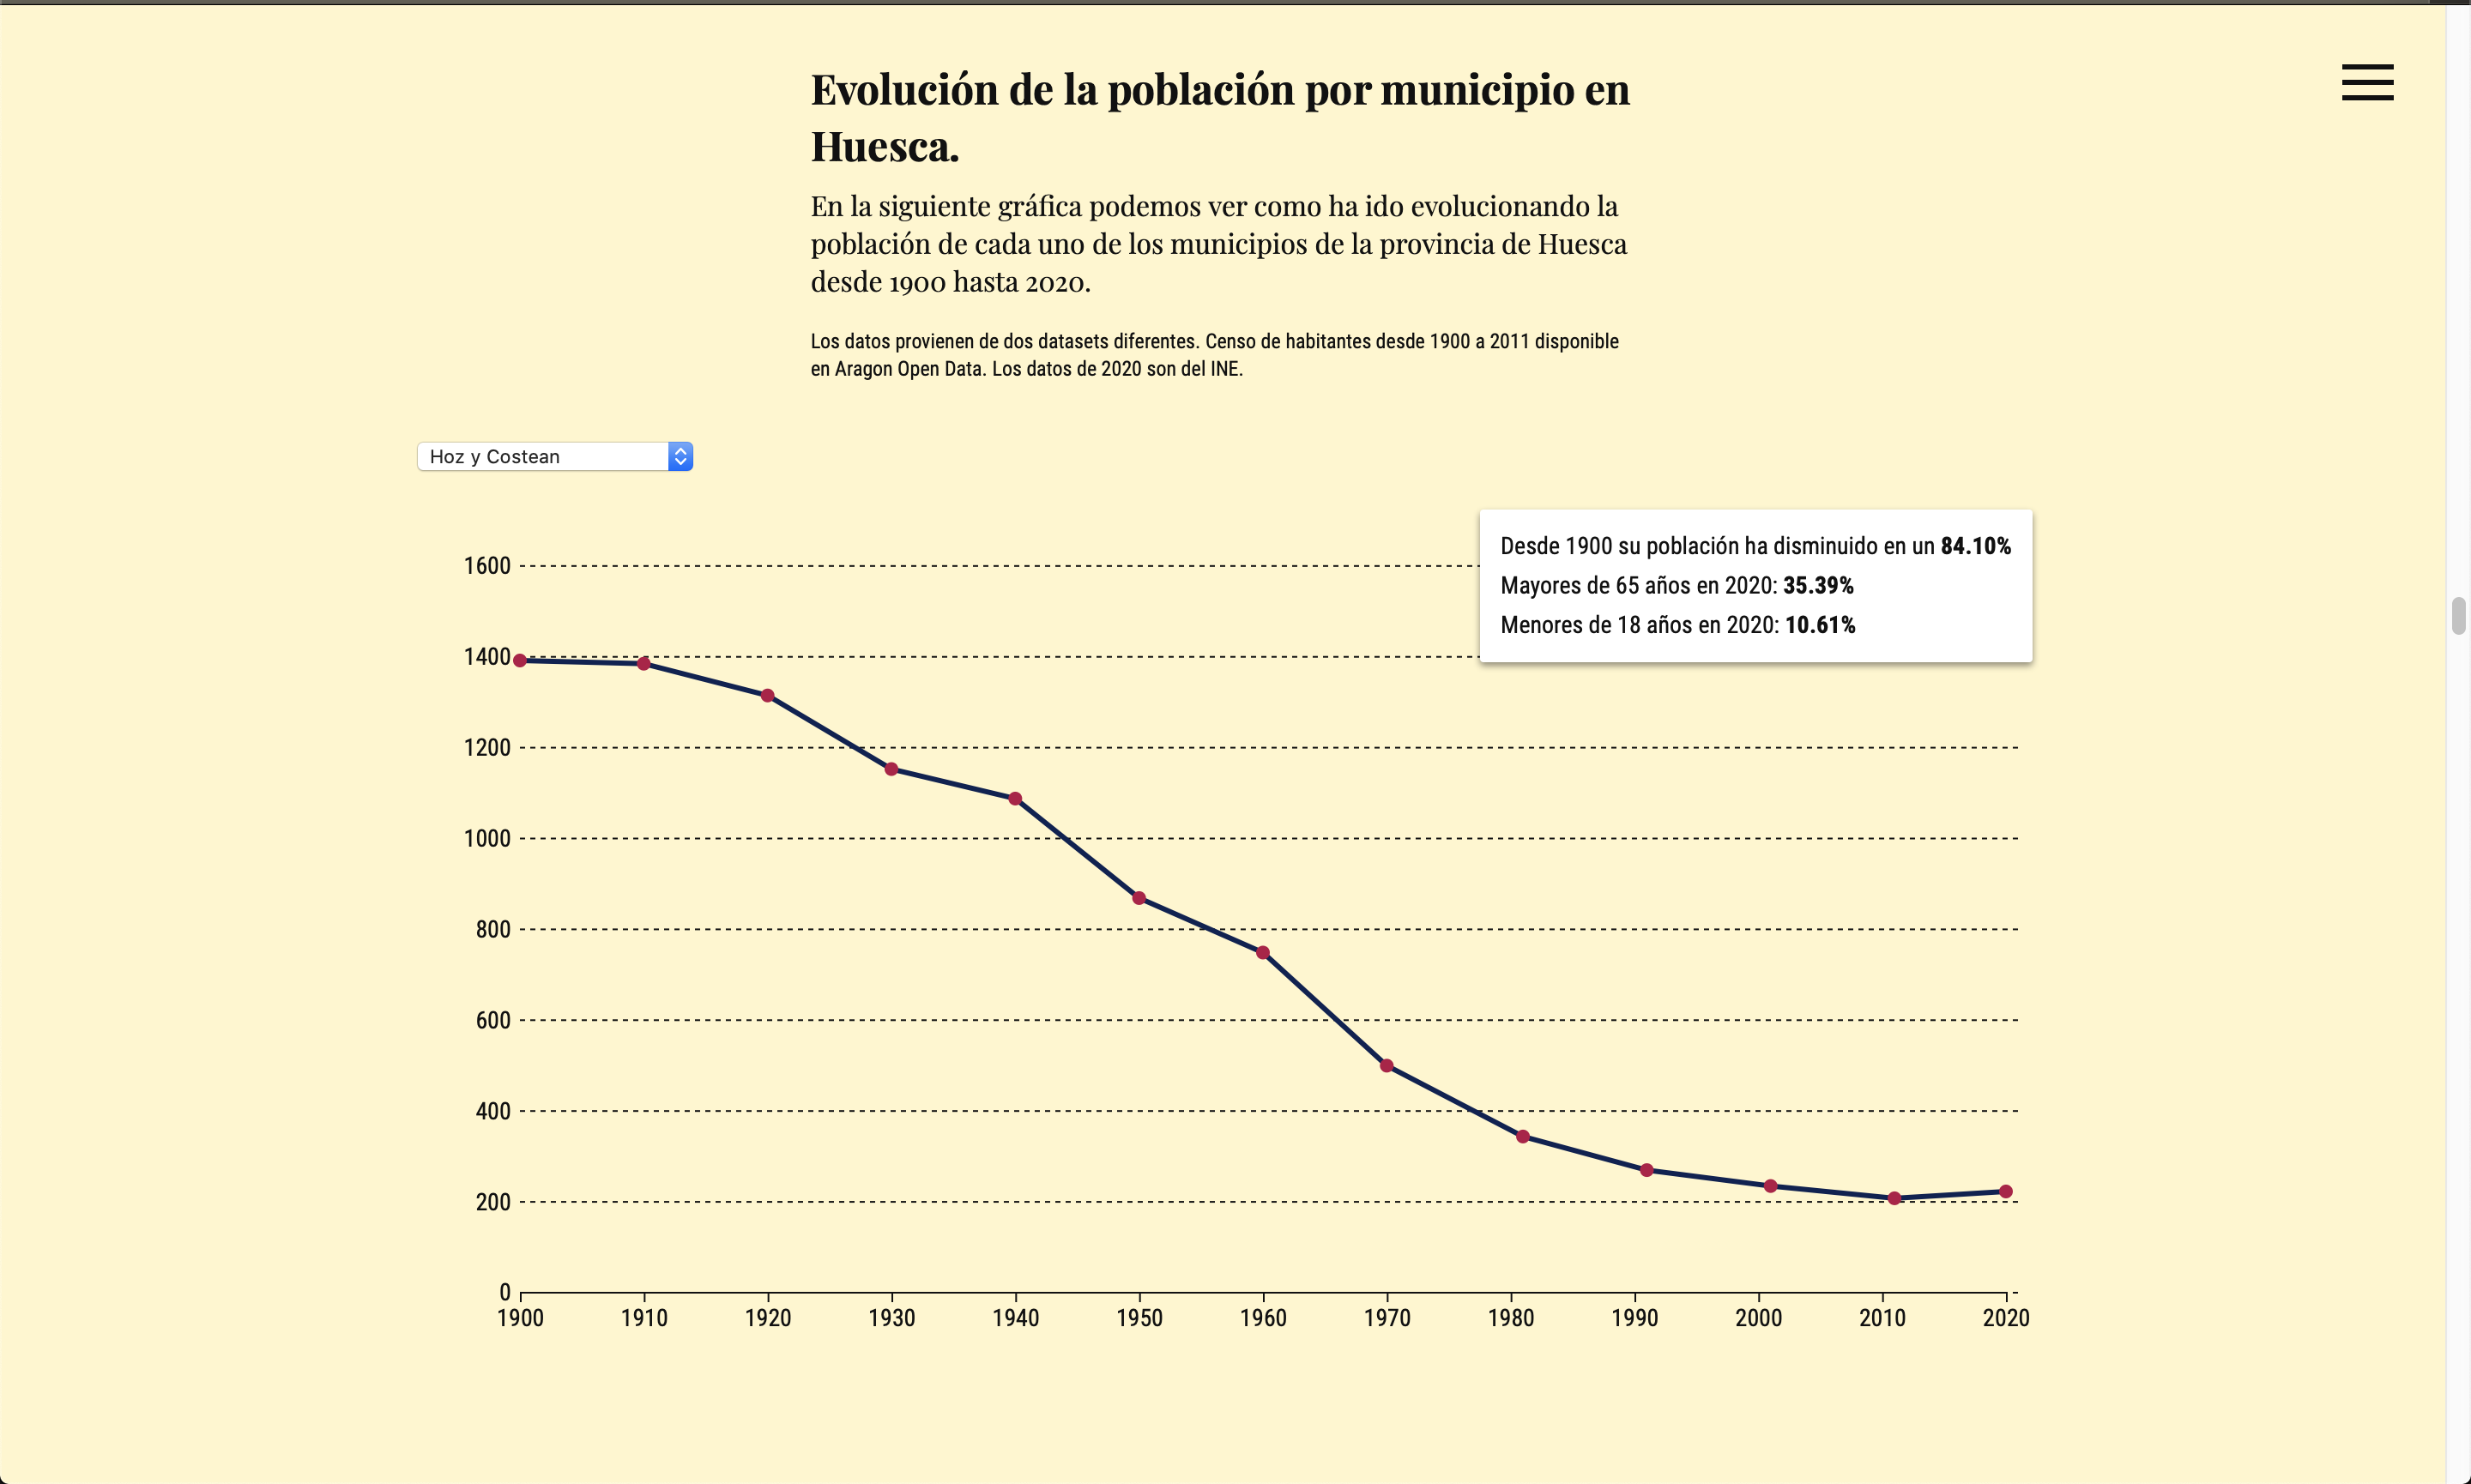 Evolución de la población por municipio en
Huesca.
En la siguiente gráfica podemos ver como ha ido evolucionando la
población de cada uno de los municipios de la provincia de Huesca
desde 1900 hasta 2020.
Los datos provienen de dos datasets diferentes. Censo de habitantes desde 1900 a 2011 disponible
en Aragon Open Data. Los datos de 2020 son del INE.
Hoz y Costean
Desde 1900 su población ha disminuido en un 84.10%
Mayores de 65 años en 2020: 35.39%
Menores de 18 años en 2020: 10.61%
1600
1400
1200
1000
800
600
400
200
0
1900 1910 1920 1930 1940 1950 1960 1970 1980 1990 2000 2010 2020